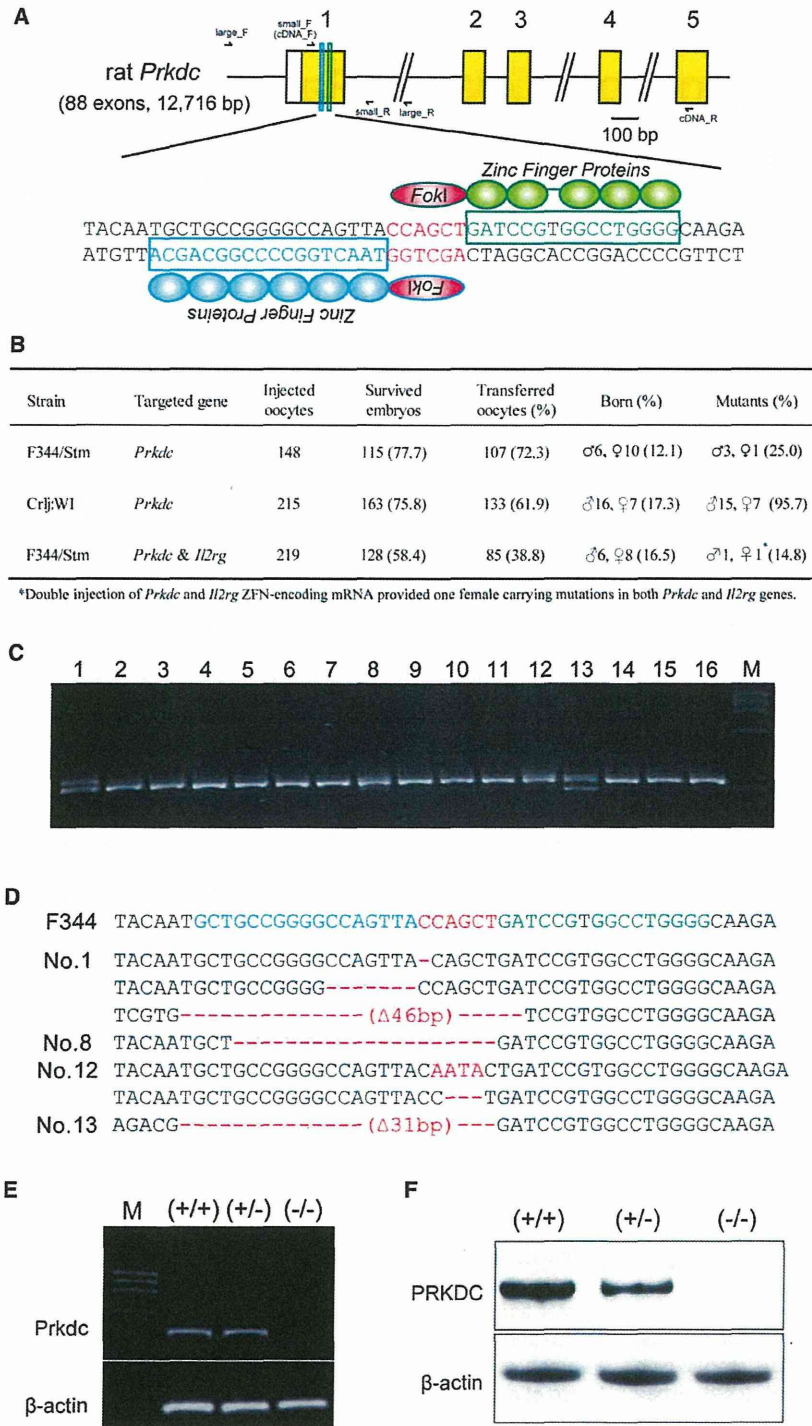 A
large_F
small_F
(cDNA_F)
1
2
3
4
5
rat Prkdc
(88 exons, 12,716 bp)
small_R
large_R
100 bp
cDNA_R
Zinc Finger Proteins
FokI
TACAATGCTGCCGGGGCCAGTTACCAGCTGATCCGTGGCCTGGGGCAAGA
ATGTTACGACGGCCCCGGTCAATGGTCGACTAGGCACCGGACCCCGTTCT
FokI
Zinc Finger Proteins
B
Strain Targeted gene Injected oocytes Survived embryos Transferred oocytes (%) Born (%) Mutants (%)
F344/Stm Prkdc 148 115 (77.7) 107 (72.3) ♂6, ♀10 (12.1) ♂3, ♀1 (25.0)
Crlj:WI Prkdc 215 163 (75.8) 133 (61.9) ♂16, ♀7 (17.3) ♂15, ♀7 (95.7)
F344/Stm Prkdc & Il2rg 219 128 (58.4) 85 (38.8) ♂6, ♀8 (16.5) ♂1, ♀1* (14.8)
*Double injection of Prkdc and Il2rg ZFN-encoding mRNA provided one female carrying mutations in both Prkdc and Il2rg genes.
C
1 2 3 4 5 6 7 8 9 10 11 12 13 14 15 16 M
D
F344 TACAATGCTGCCGGGGCCAGTTACCAGCTGATCCGTGGCCTGGGGCAAGA
No.1 TACAATGCTGCCGGGGCCAGTTA-CAGCTGATCCGTGGCCTGGGGCAAGA
TACAATGCTGCCGGGG-------CCAGCTGATCCGTGGCCTGGGGCAAGA
TCGTG--------------(Δ46bp)-----TCCGTGGCCTGGGGCAAGA
No.8 TACAATGCT--------------------GATCCGTGGCCTGGGGCAAGA
No.12 TACAATGCTGCCGGGGCCAGTTACAATACTGATCCGTGGCCTGGGGCAAGA
TACAATGCTGCCGGGGCCAGTTACC---TGATCCGTGGCCTGGGGCAAGA
No.13 AGACG--------------(Δ31bp)---GATCCGTGGCCTGGGGCAAGA
E
M (+/+) (+/-) (-/-)
Prkdc
β-actin
F
(+/+) (+/-) (-/-)
PRKDC
β-actin